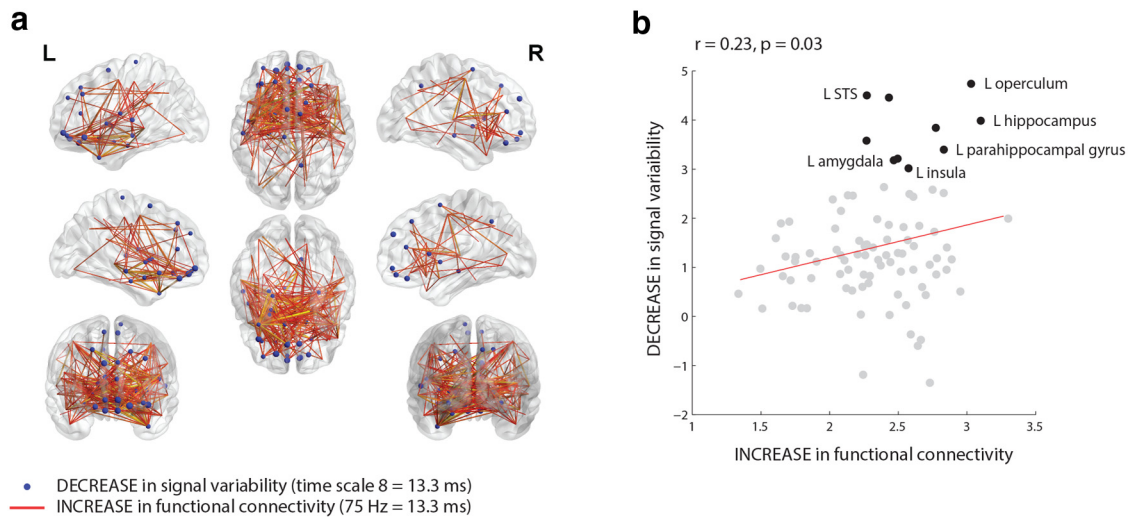 a
L
R
DECREASE in signal variability (time scale 8 = 13.3 ms)
INCREASE in functional connectivity (75 Hz = 13.3 ms)
b
r = 0.23, p = 0.03
DECREASE in signal variaibility
5
4
3
2
1
0
−1
−2
L STS
L operculum
L hippocampus
L parahippocampal gyrus
L amygdala
L insula
1
1.5
2
2.5
3
3.5
INCREASE in functional connectivity